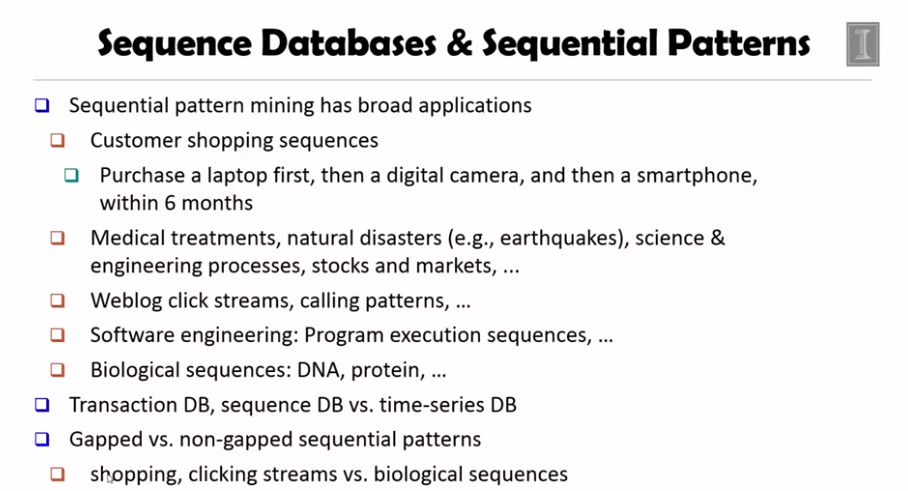 Sequence Databases & Sequential Patterns
I
Sequential pattern mining has broad applications
Customer shopping sequences
Purchase a laptop first, then a digital camera, and then a smartphone,
within 6 months
Medical treatments, natural disasters (e.g., earthquakes), science &
engineering processes, stocks and markets, ...
Weblog click streams, calling patterns, ...
Software engineering: Program execution sequences, ...
Biological sequences: DNA, protein, ...
Transaction DB, sequence DB vs. time-series DB
Gapped vs. non-gapped sequential patterns
shopping, clicking streams vs. biological sequences